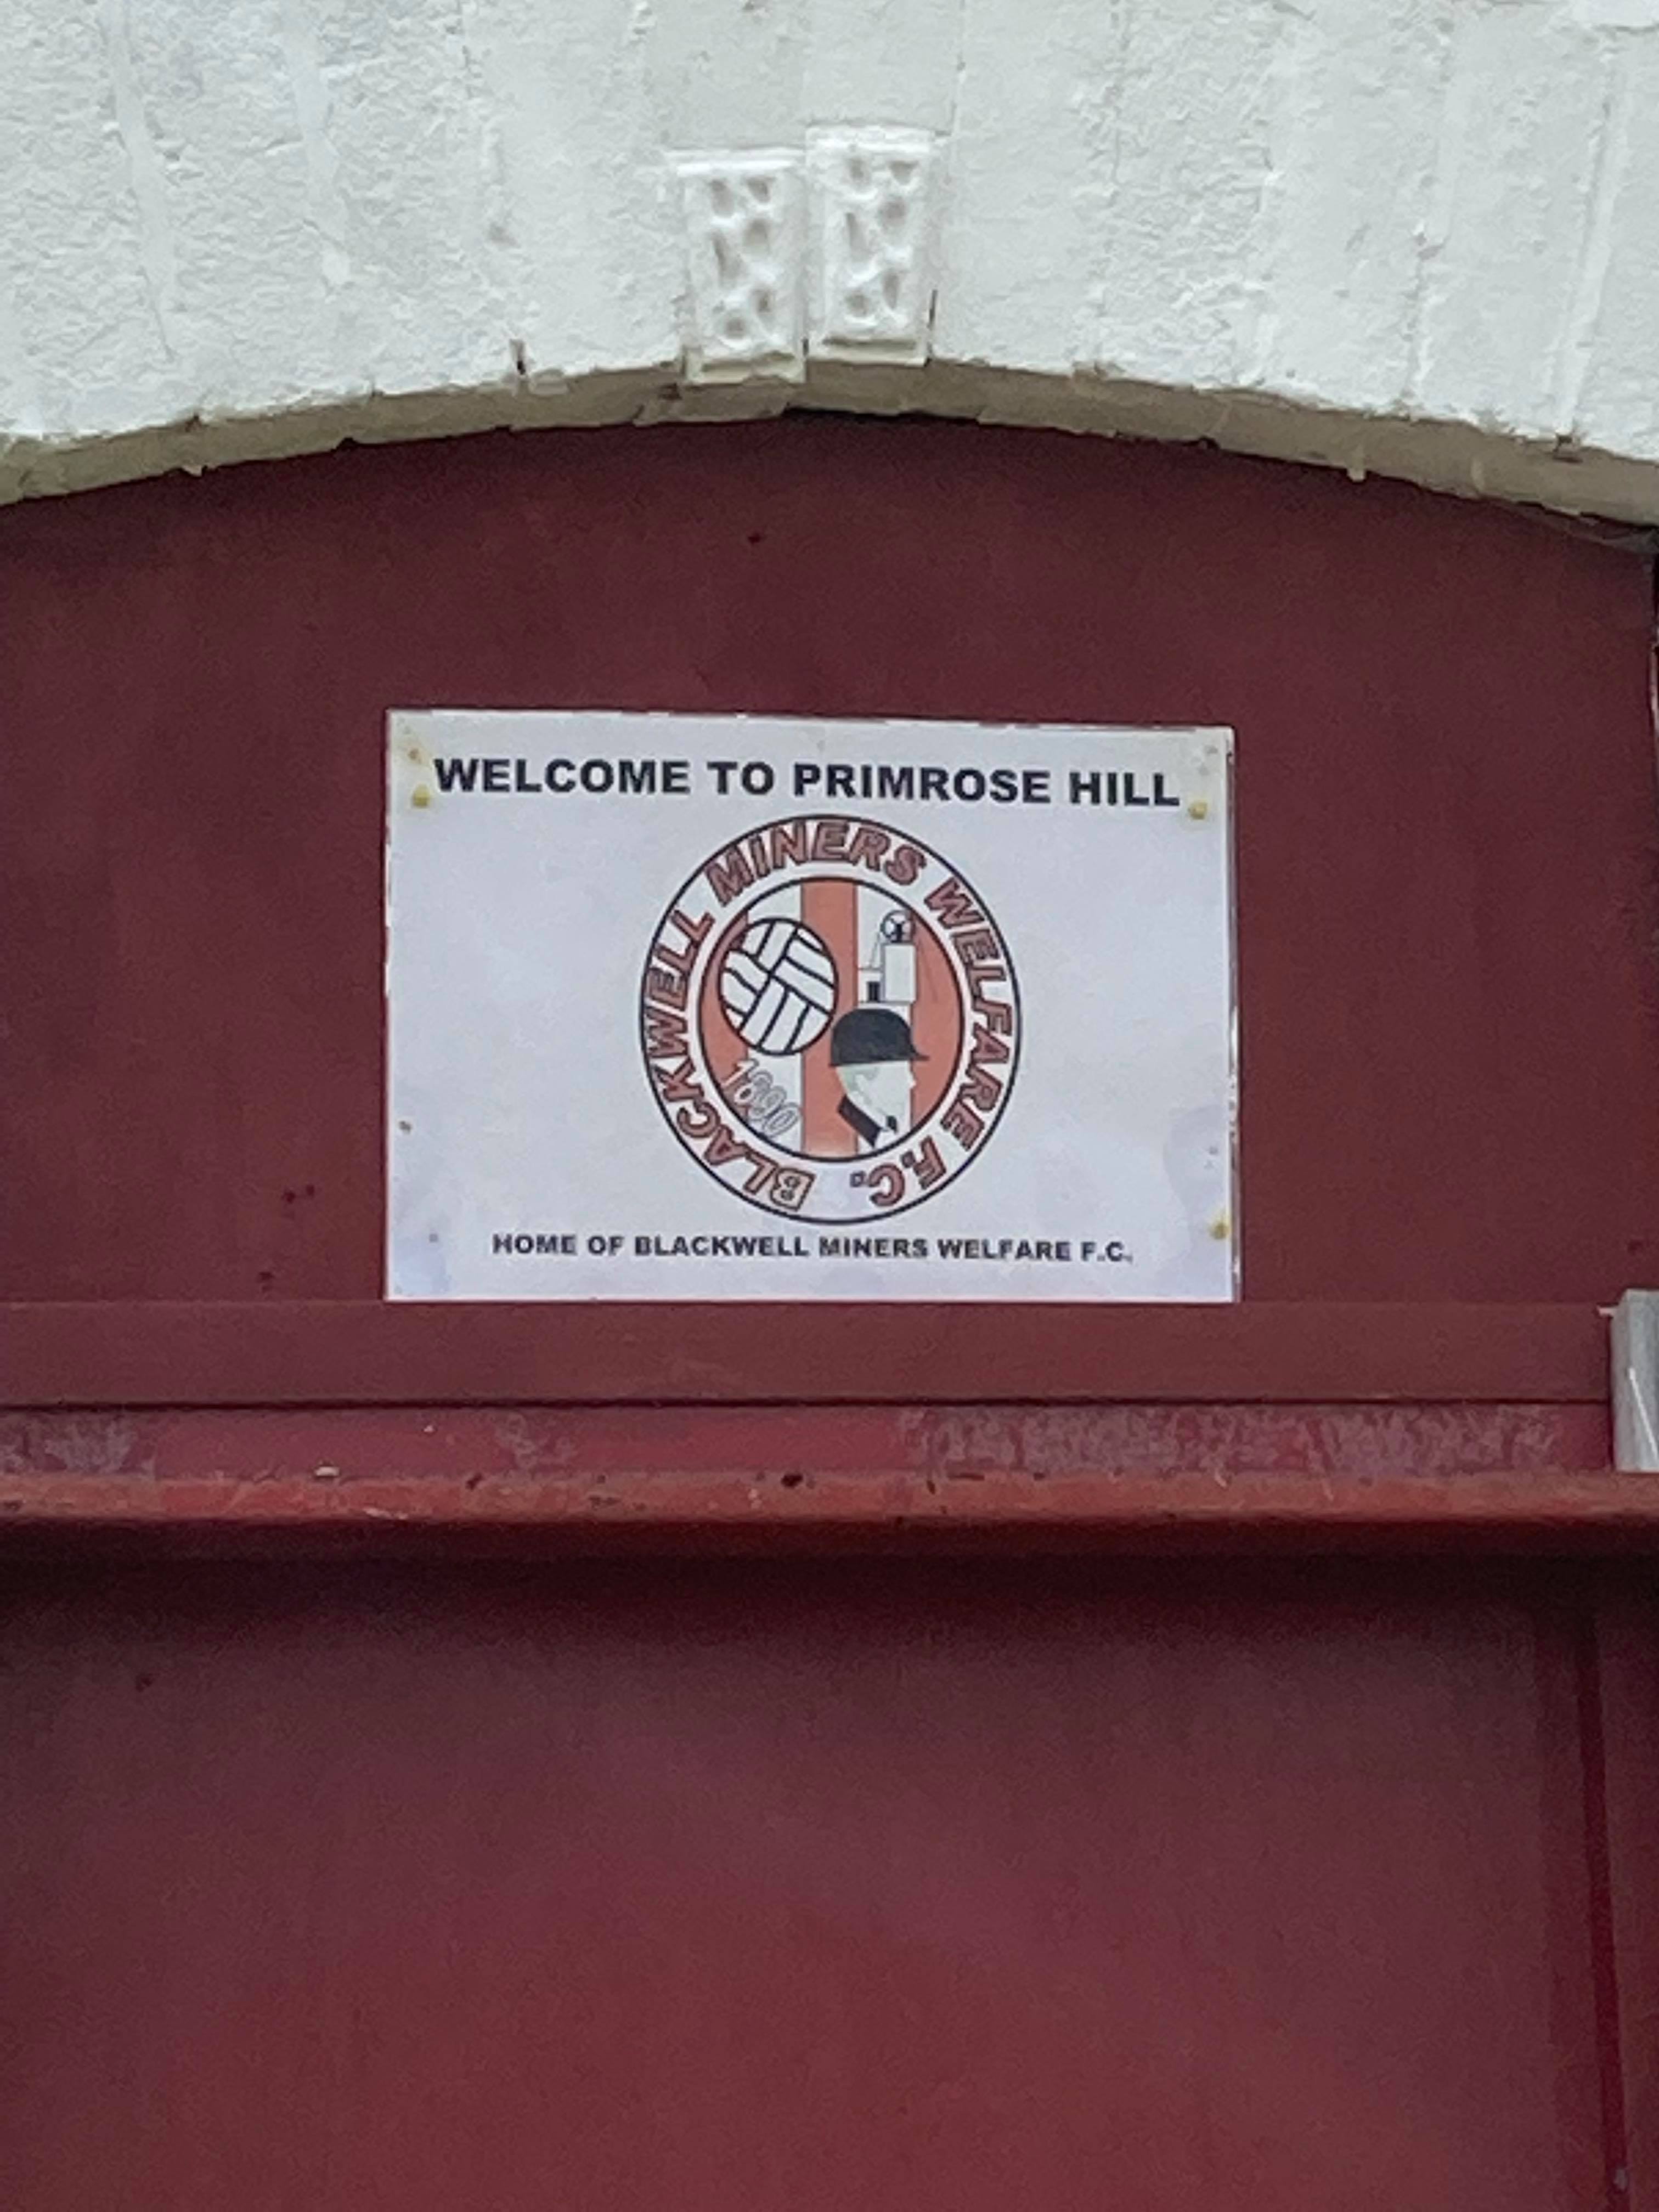 WELCOME TO PRIMROSE HILL
BLACKWELL MINERS WELFARE F.C.
1890
HOME OF BLACKWELL MINERS WELFARE F.C.